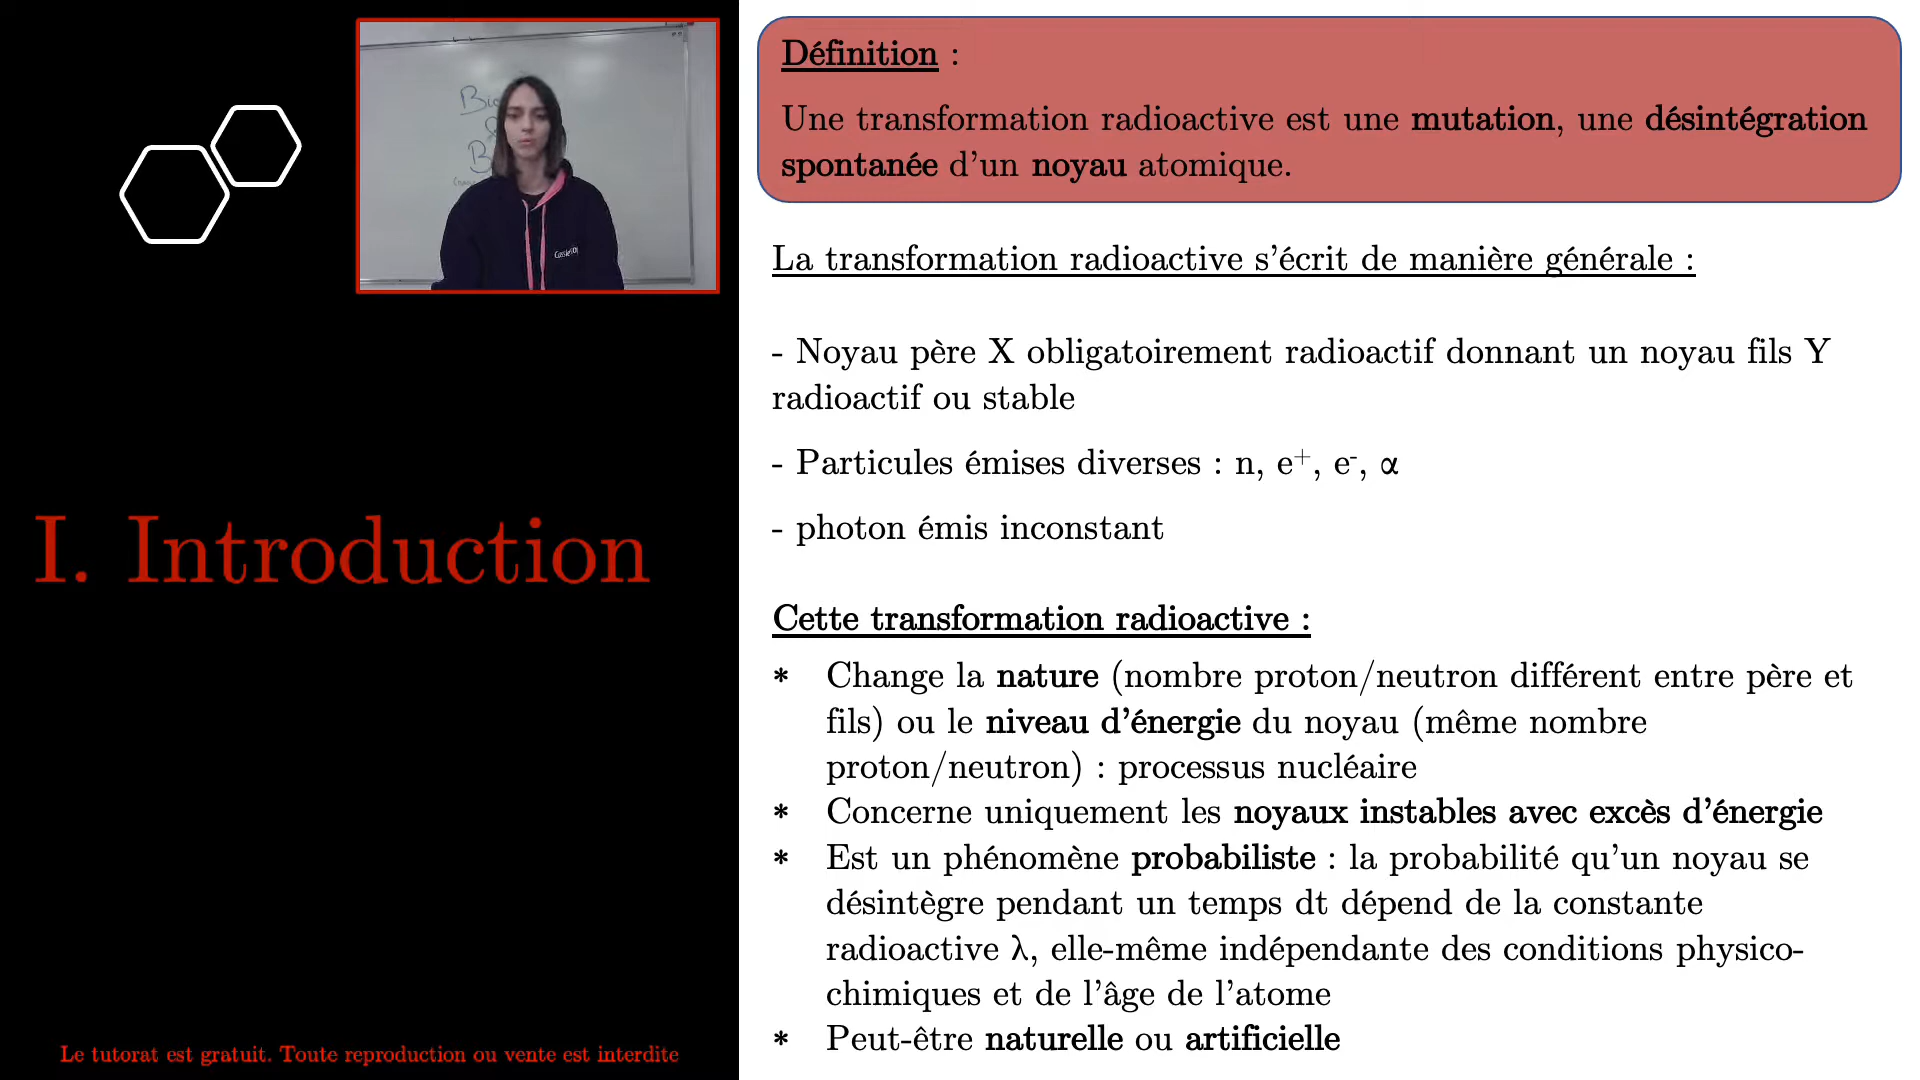 I. Introduction
Le tutorat est gratuit. Toute reproduction ou vente est interdite
Définition :
Une transformation radioactive est une mutation, une désintégration
spontanée d’un noyau atomique.
La transformation radioactive s’écrit de manière générale :
- Noyau père X obligatoirement radioactif donnant un noyau fils Y
radioactif ou stable
- Particules émises diverses : n, e⁺, e⁻, α
- photon émis inconstant
Cette transformation radioactive :
* Change la nature (nombre proton/neutron différent entre père et
fils) ou le niveau d’énergie du noyau (même nombre
proton/neutron) : processus nucléaire
* Concerne uniquement les noyaux instables avec excès d’énergie
* Est un phénomène probabiliste : la probabilité qu’un noyau se
désintègre pendant un temps dt dépend de la constante
radioactive λ, elle-même indépendante des conditions physico-
chimiques et de l’âge de l’atome
* Peut-être naturelle ou artificielle